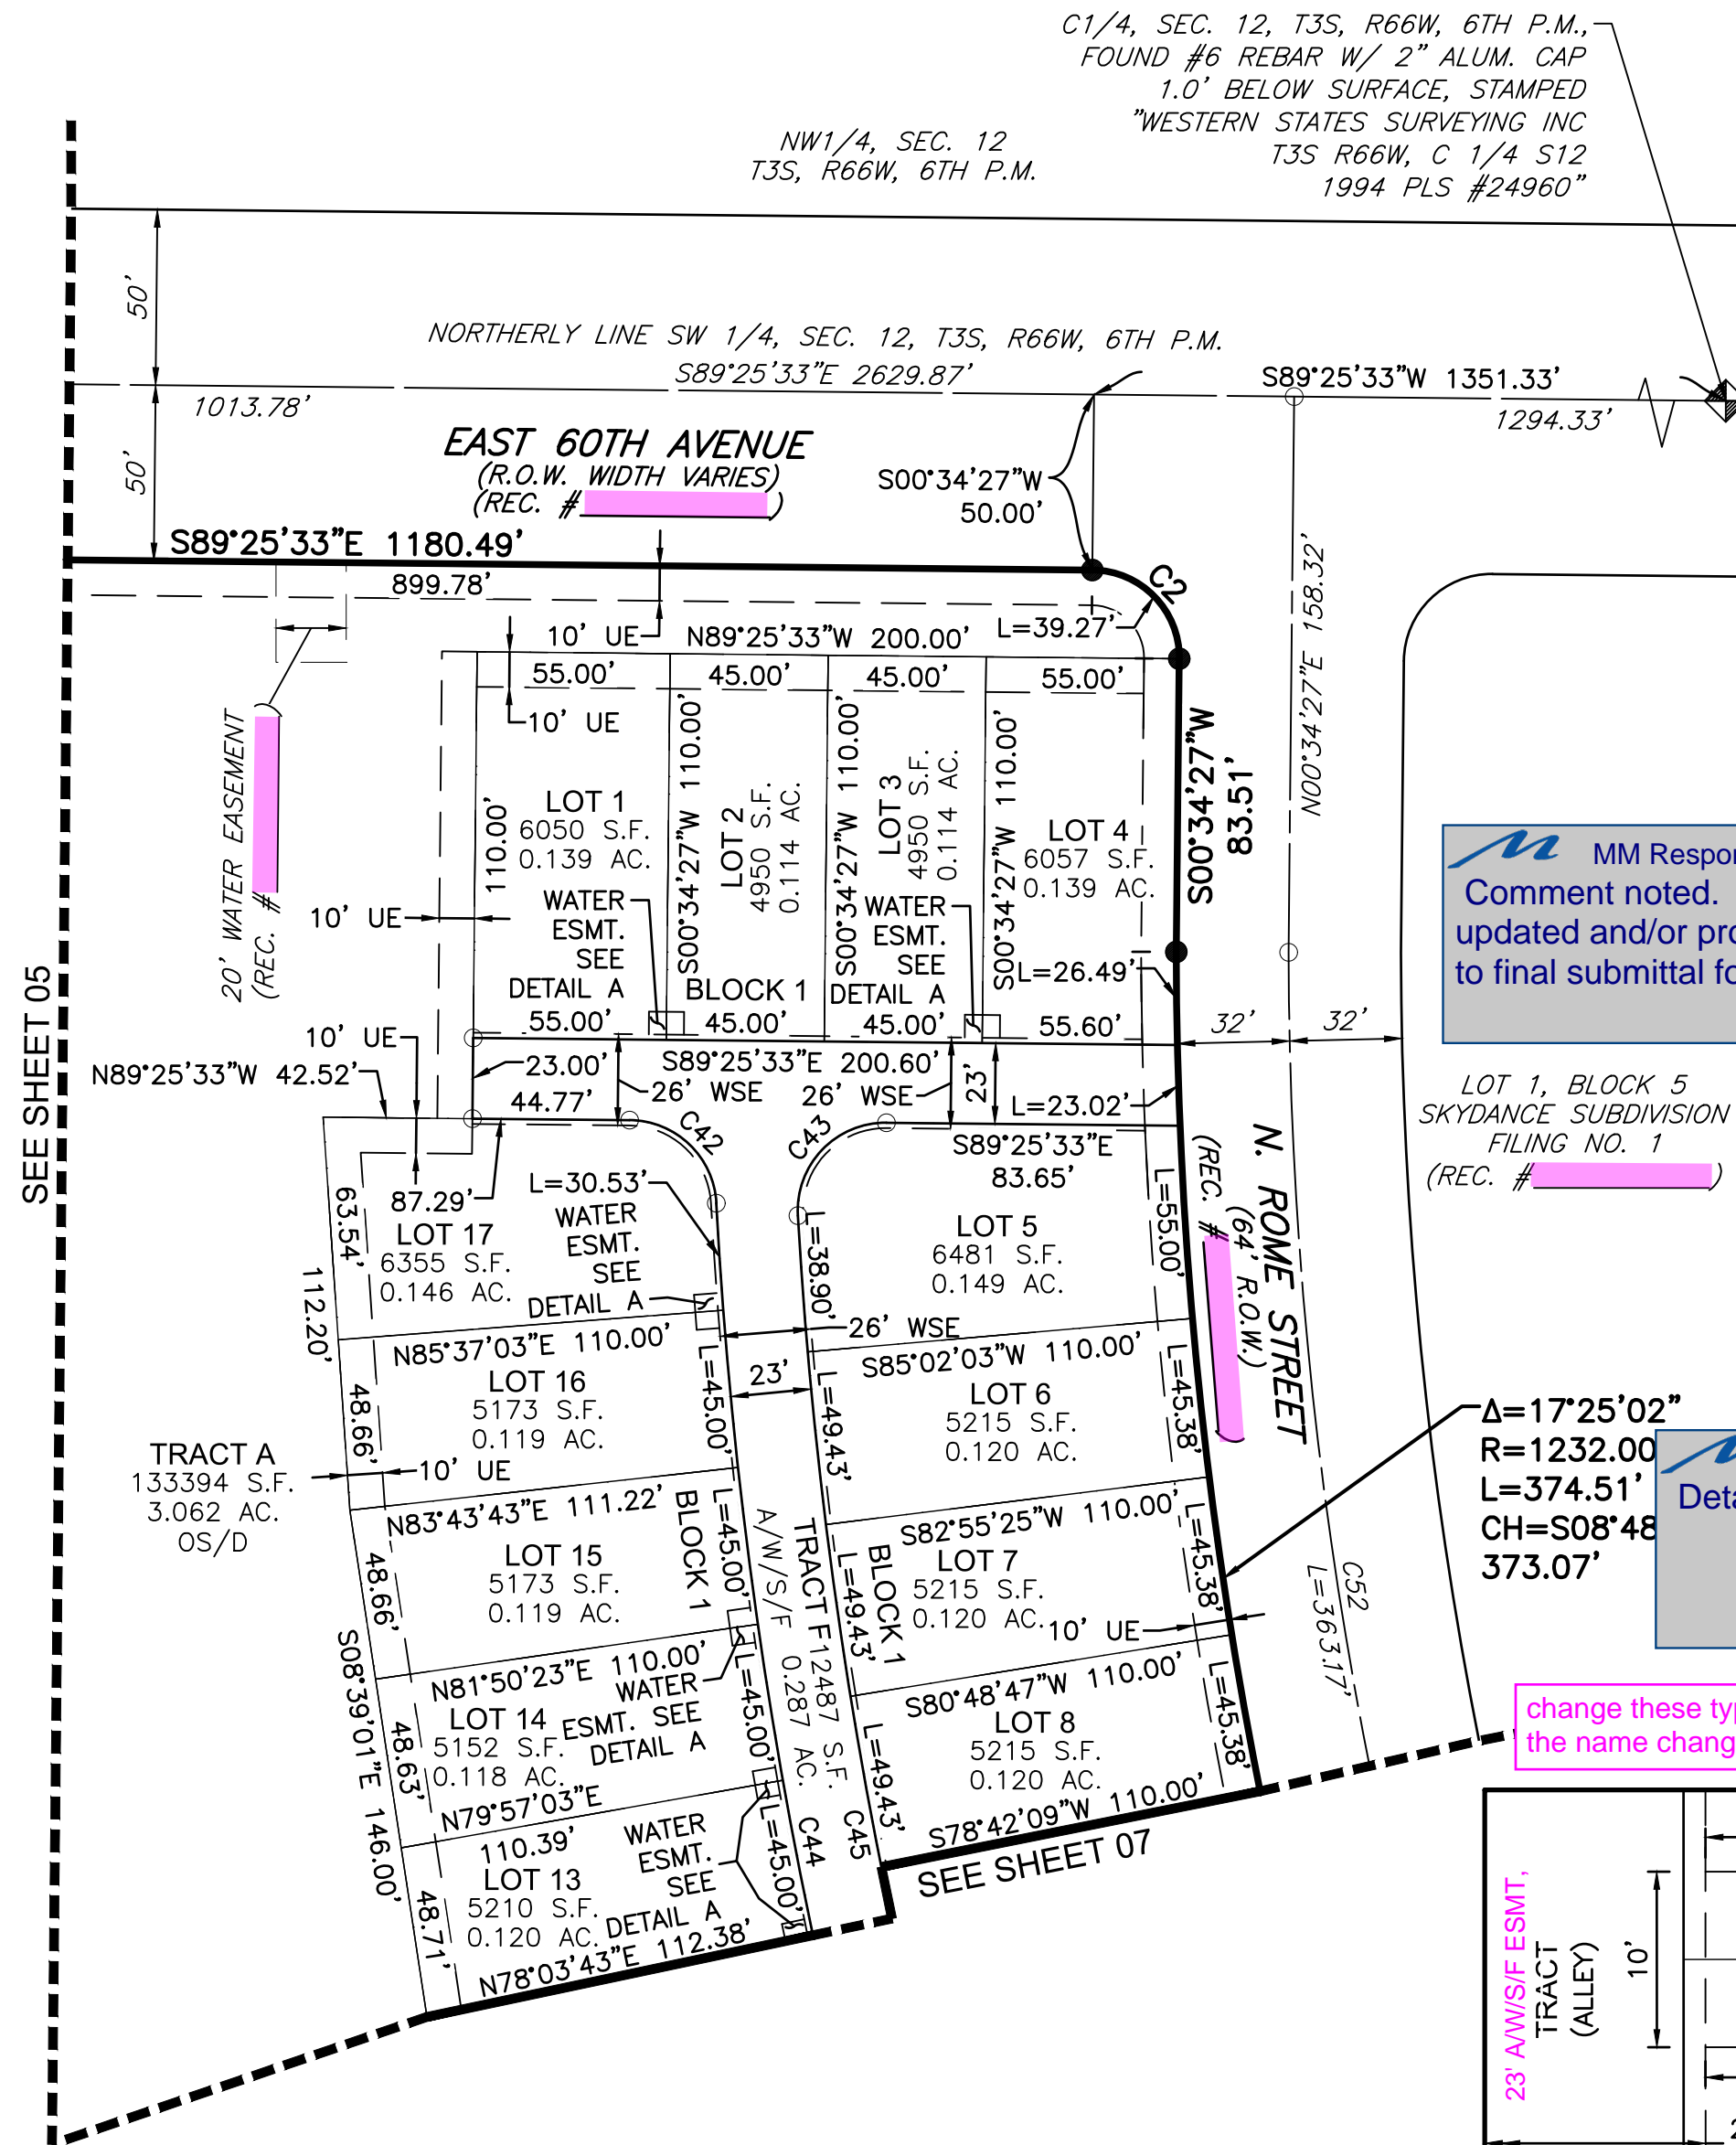 C1/4, SEC. 12, T3S, R66W, 6TH P.M.,
FOUND #6 REBAR W/ 2" ALUM. CAP
1.0' BELOW SURFACE, STAMPED
"WESTERN STATES SURVEYING INC
T3S R66W, C 1/4 S12
1994 PLS #24960"
NW1/4, SEC. 12
T3S, R66W, 6TH P.M.
50'
NORTHERLY LINE SW 1/4, SEC. 12, T3S, R66W, 6TH P.M.
S89°25'33"E 2629.87'
S89°25'33"W 1351.33'
1013.78'
1294.33'
50'
EAST 60TH AVENUE
(R.O.W. WIDTH VARIES)
(REC. # )
S00°34'27"W
50.00'
S89°25'33"E 1180.49'
899.78'
C2
N00°34'27"E 158.32'
10' UE
N89°25'33"W 200.00'
L=39.27'
55.00'
45.00'
45.00'
55.00'
10' UE
20' WATER EASEMENT
(REC. # )
110.00'
LOT 1
6050 S.F.
0.139 AC.
S00°34'27"W 110.00'
LOT 2
4950 S.F.
0.114 AC.
S00°34'27"W 110.00'
LOT 3
4950 S.F.
0.114 AC.
S00°34'27"W 110.00'
LOT 4
6057 S.F.
0.139 AC.
S00°34'27"W
83.51'
MM Respon
Comment noted.
updated and/or pro
to final submittal fo
10' UE
WATER
ESMT.
SEE
DETAIL A
WATER
ESMT.
SEE
DETAIL A
BLOCK 1
L=26.49'
55.00'
45.00'
45.00'
55.60'
32'
32'
SEE SHEET 05
10' UE
N89°25'33"W 42.52'
23.00'
S89°25'33"E 200.60'
26' WSE
26' WSE
23'
44.77'
L=23.02'
C42
C43
S89°25'33"E
83.65'
LOT 1, BLOCK 5
SKYDANCE SUBDIVISION
FILING NO. 1
(REC. # )
N. ROME STREET
(64' R.O.W.)
(REC. # )
63.54'
87.29'
LOT 17
6355 S.F.
0.146 AC.
L=30.53'
WATER
ESMT.
SEE
DETAIL A
L=38.90'
LOT 5
6481 S.F.
0.149 AC.
L=55.00'
112.20'
26' WSE
N85°37'03"E 110.00'
S85°02'03"W 110.00'
48.66'
LOT 16
5173 S.F.
0.119 AC.
L=45.00'
23'
L=49.43'
LOT 6
5215 S.F.
0.120 AC.
L=45.38'
TRACT A
133394 S.F.
3.062 AC.
OS/D
10' UE
Δ=17°25'02"
R=1232.00
L=374.51'
CH=S08°48
373.07'
Deta
N83°43'43"E 111.22'
S82°55'25"W 110.00'
48.66'
LOT 15
5173 S.F.
0.119 AC.
BLOCK 1
L=45.00'
A/W/S/F
TRACT F
12487 S.F.
0.287 AC.
L=49.43'
BLOCK 1
LOT 7
5215 S.F.
0.120 AC.
L=45.38'
10' UE
C52
L=363.17'
S08°39'01"E 146.00'
N81°50'23"E 110.00'
S80°48'47"W 110.00'
48.63'
LOT 14
5152 S.F.
0.118 AC.
WATER
ESMT. SEE
DETAIL A
L=45.00'
L=49.43'
LOT 8
5215 S.F.
0.120 AC.
L=45.38'
change these typ
the name chang
N79°57'03"E
110.39'
48.71'
LOT 13
5210 S.F.
0.120 AC.
WATER
ESMT.
SEE
DETAIL A
L=45.00'
C44
C45
S78°42'09"W 110.00'
SEE SHEET 07
N78°03'43"E 112.38'
23' A/W/S/F ESMT,
TRACT
(ALLEY)
10'